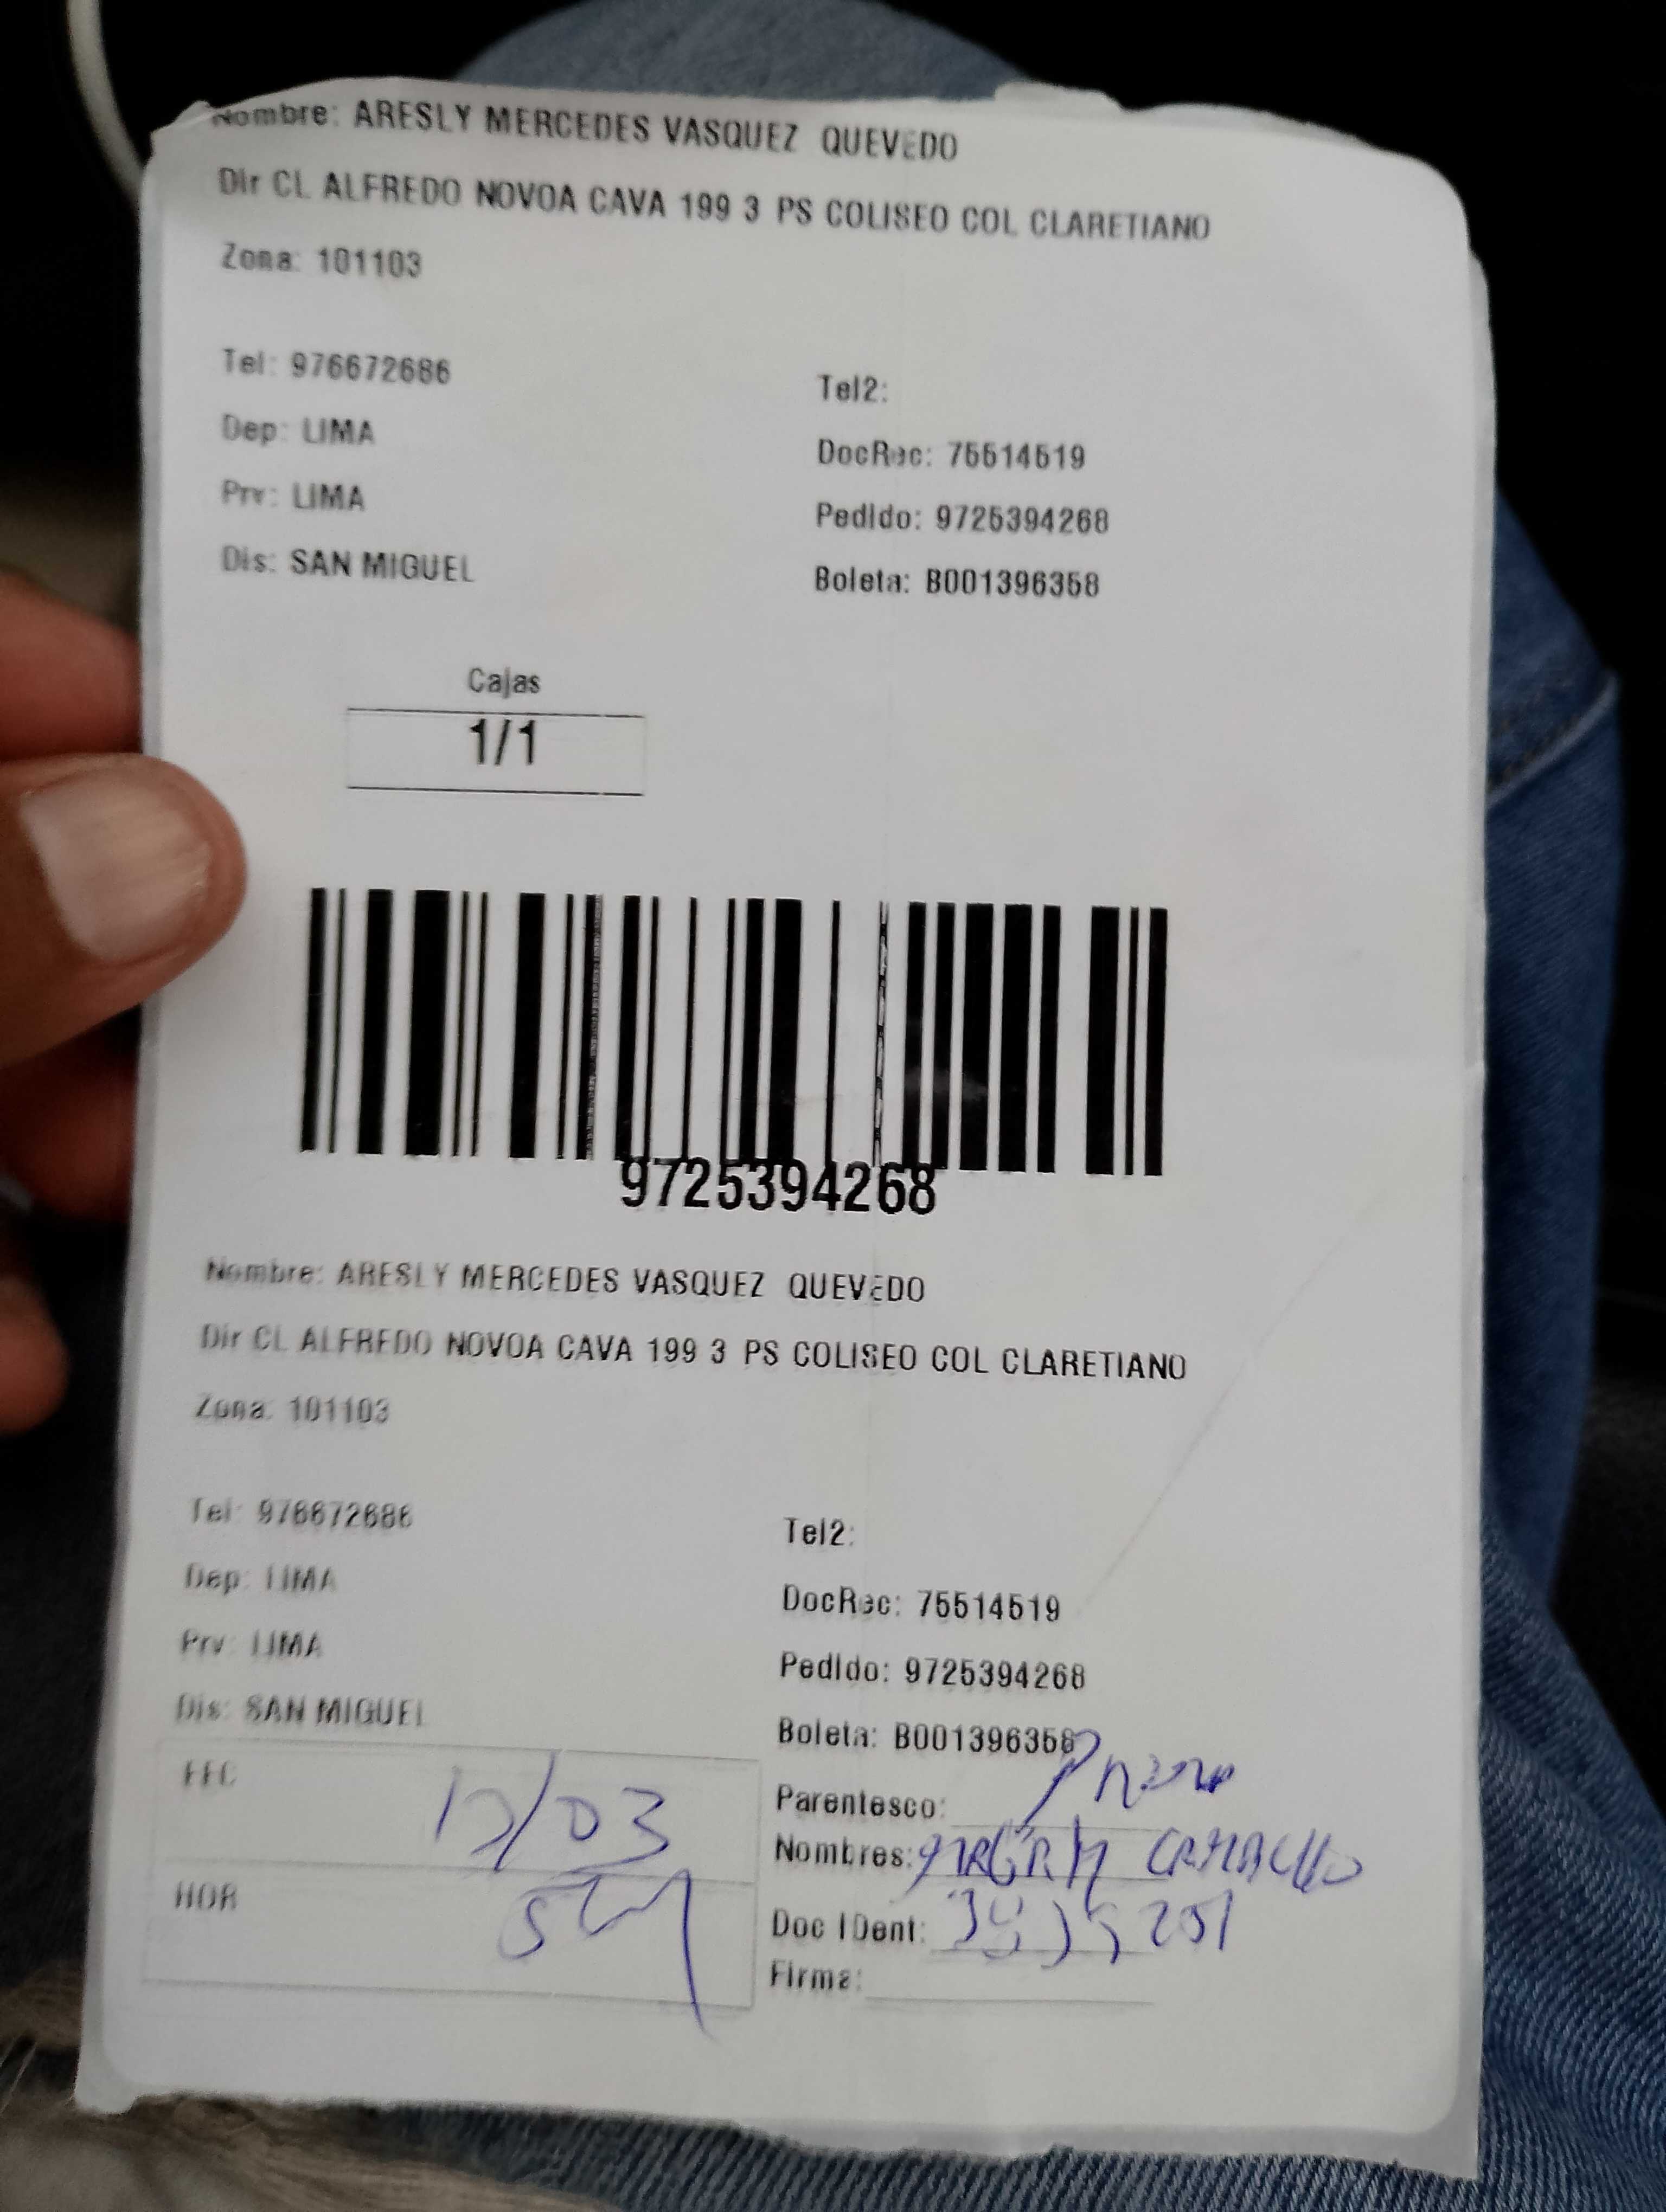 Nombre: ARESLY MERCEDES VASQUEZ QUEVEDO
Dir CL ALFREDO NOVOA CAVA 199 3 PS COLISEO COL CLARETIANO
Zona: 101103
Tel: 976672686
Tel2:
Dep: LIMA
DocRec: 75514519
Prv: LIMA
Pedido: 9725394268
Dis: SAN MIGUEL
Boleta: B001396358
Cajas
1/1
9725394268
Nombre: ARESLY MERCEDES VASQUEZ QUEVEDO
Dir CL ALFREDO NOVOA CAVA 199 3 PS COLISEO COL CLARETIANO
Zona: 101103
Tel: 976672686
Tel2:
Dep: LIMA
DocRec: 75514519
Prv: LIMA
Pedido: 9725394268
Dis: SAN MIGUEL
Boleta: B001396358
FEC
Parentesco:
Nombres: CAMACHO
HOR
Doc IDent:
Firma: